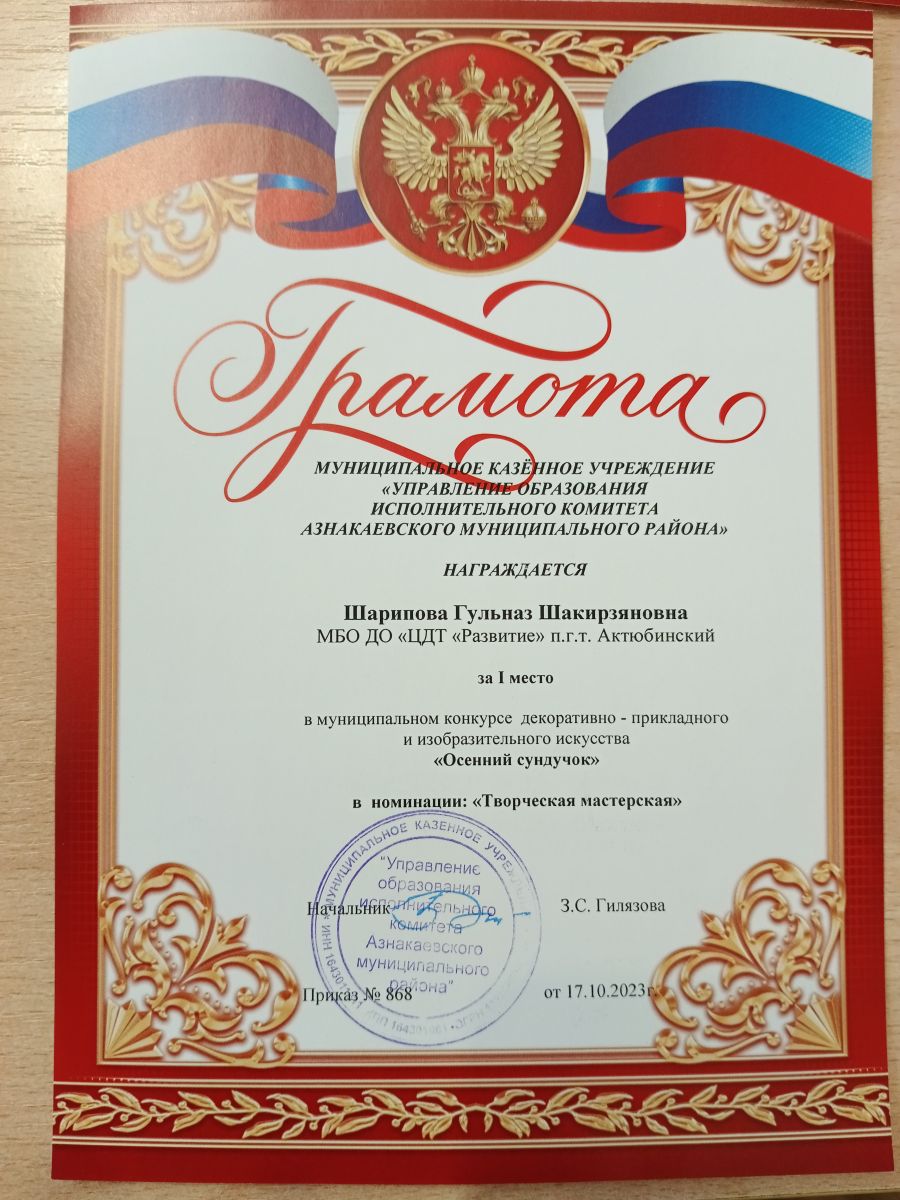 Грамота
МУНИЦИПАЛЬНОЕ КАЗЁННОЕ УЧРЕЖДЕНИЕ
«УПРАВЛЕНИЕ ОБРАЗОВАНИЯ
ИСПОЛНИТЕЛЬНОГО КОМИТЕТА
АЗНАКАЕВСКОГО МУНИЦИПАЛЬНОГО РАЙОНА»
НАГРАЖДАЕТСЯ
Шарипова Гульназ Шакирзяновна
МБО ДО «ЦДТ «Развитие» п.г.т. Актюбинский
за I место
в муниципальном конкурсе декоративно - прикладного
и изобразительного искусства
«Осенний сундучок»
в номинации: «Творческая мастерская»
МУНИЦИПАЛЬНОЕ КАЗЕННОЕ
"Управление
образования
исполнительного
комитета
Азнакаевского
муниципального
района"
Начальник
З.С. Гилязова
Приказ № 868
от 17.10.2023г.